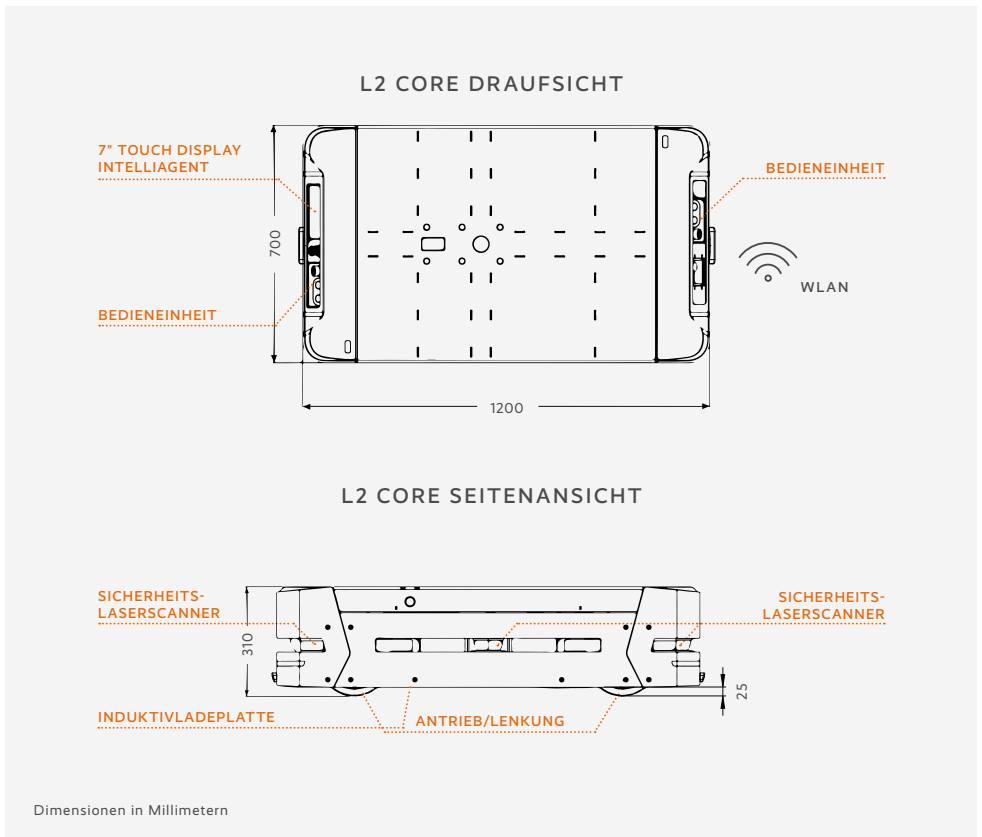 L2 CORE DRAUFSICHT
7" TOUCH DISPLAY
INTELLIAGENT
BEDIENEINHEIT
700
WLAN
BEDIENEINHEIT
1200
L2 CORE SEITENANSICHT
SICHERHEITS-
LASERSCANNER
SICHERHEITS-
LASERSCANNER
310
25
INDUKTIVLADEPLATTE
ANTRIEB/LENKUNG
Dimensionen in Millimetern